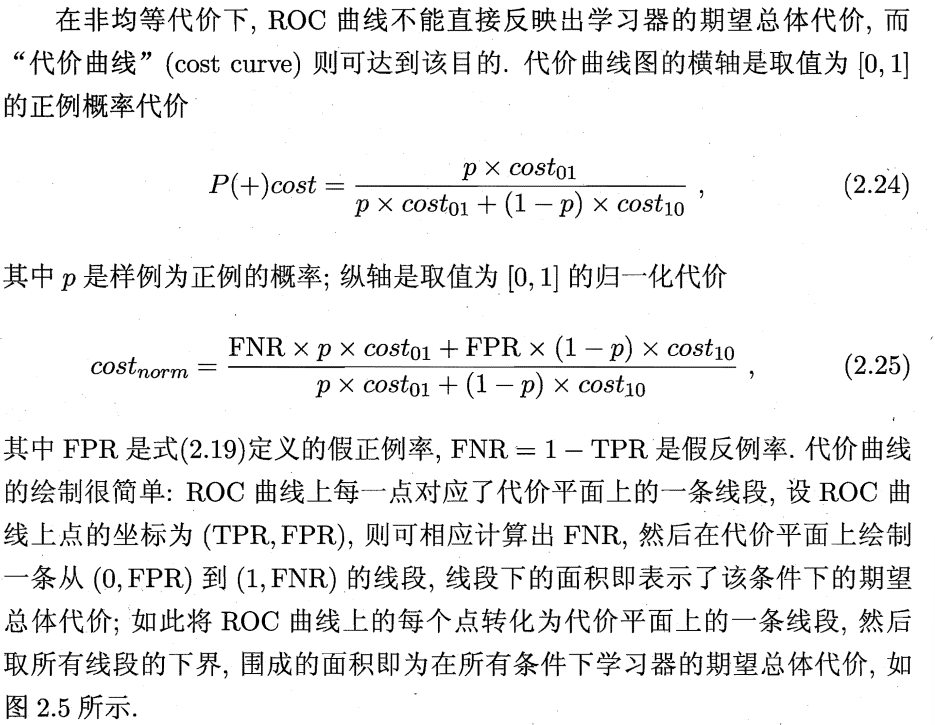 在非均等代价下, ROC 曲线不能直接反映出学习器的期望总体代价, 而
“代价曲线” (cost curve) 则可达到该目的. 代价曲线图的横轴是取值为 [0, 1]
的正例概率代价
P(+)cost = \frac{p × cost_{01}}{p × cost_{01} + (1 − p) × cost_{10}} , (2.24)
其中 p 是样例为正例的概率; 纵轴是取值为 [0, 1] 的归一化代价
cost_{norm} = \frac{FNR × p × cost_{01} + FPR × (1 − p) × cost_{10}}{p × cost_{01} + (1 − p) × cost_{10}} , (2.25)
其中 FPR 是式(2.19)定义的假正例率, FNR = 1 − TPR 是假反例率. 代价曲线
的绘制很简单: ROC 曲线上每一点对应了代价平面上的一条线段, 设 ROC 曲
线上点的坐标为 (TPR, FPR), 则可相应计算出 FNR, 然后在代价平面上绘制
一条从 (0, FPR) 到 (1, FNR) 的线段, 线段下的面积即表示了该条件下的期望
总体代价; 如此将 ROC 曲线上的每个点转化为代价平面上的一条线段, 然后
取所有线段的下界, 围成的面积即为在所有条件下学习器的期望总体代价, 如
图 2.5 所示.